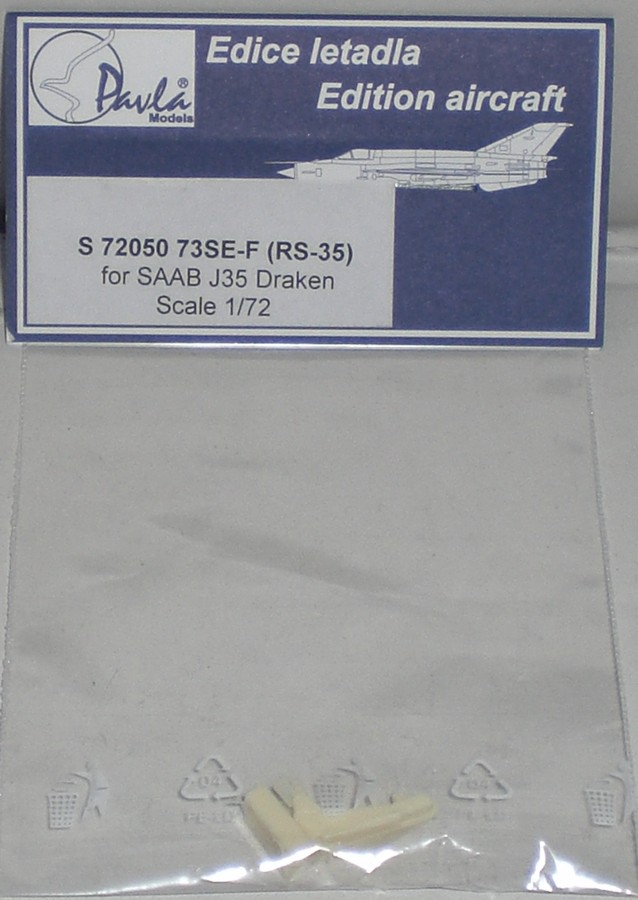 Pavla®
Models
Edice letadla
Edition aircraft
S 72050 73SE-F (RS-35)
for SAAB J35 Draken
Scale 1/72